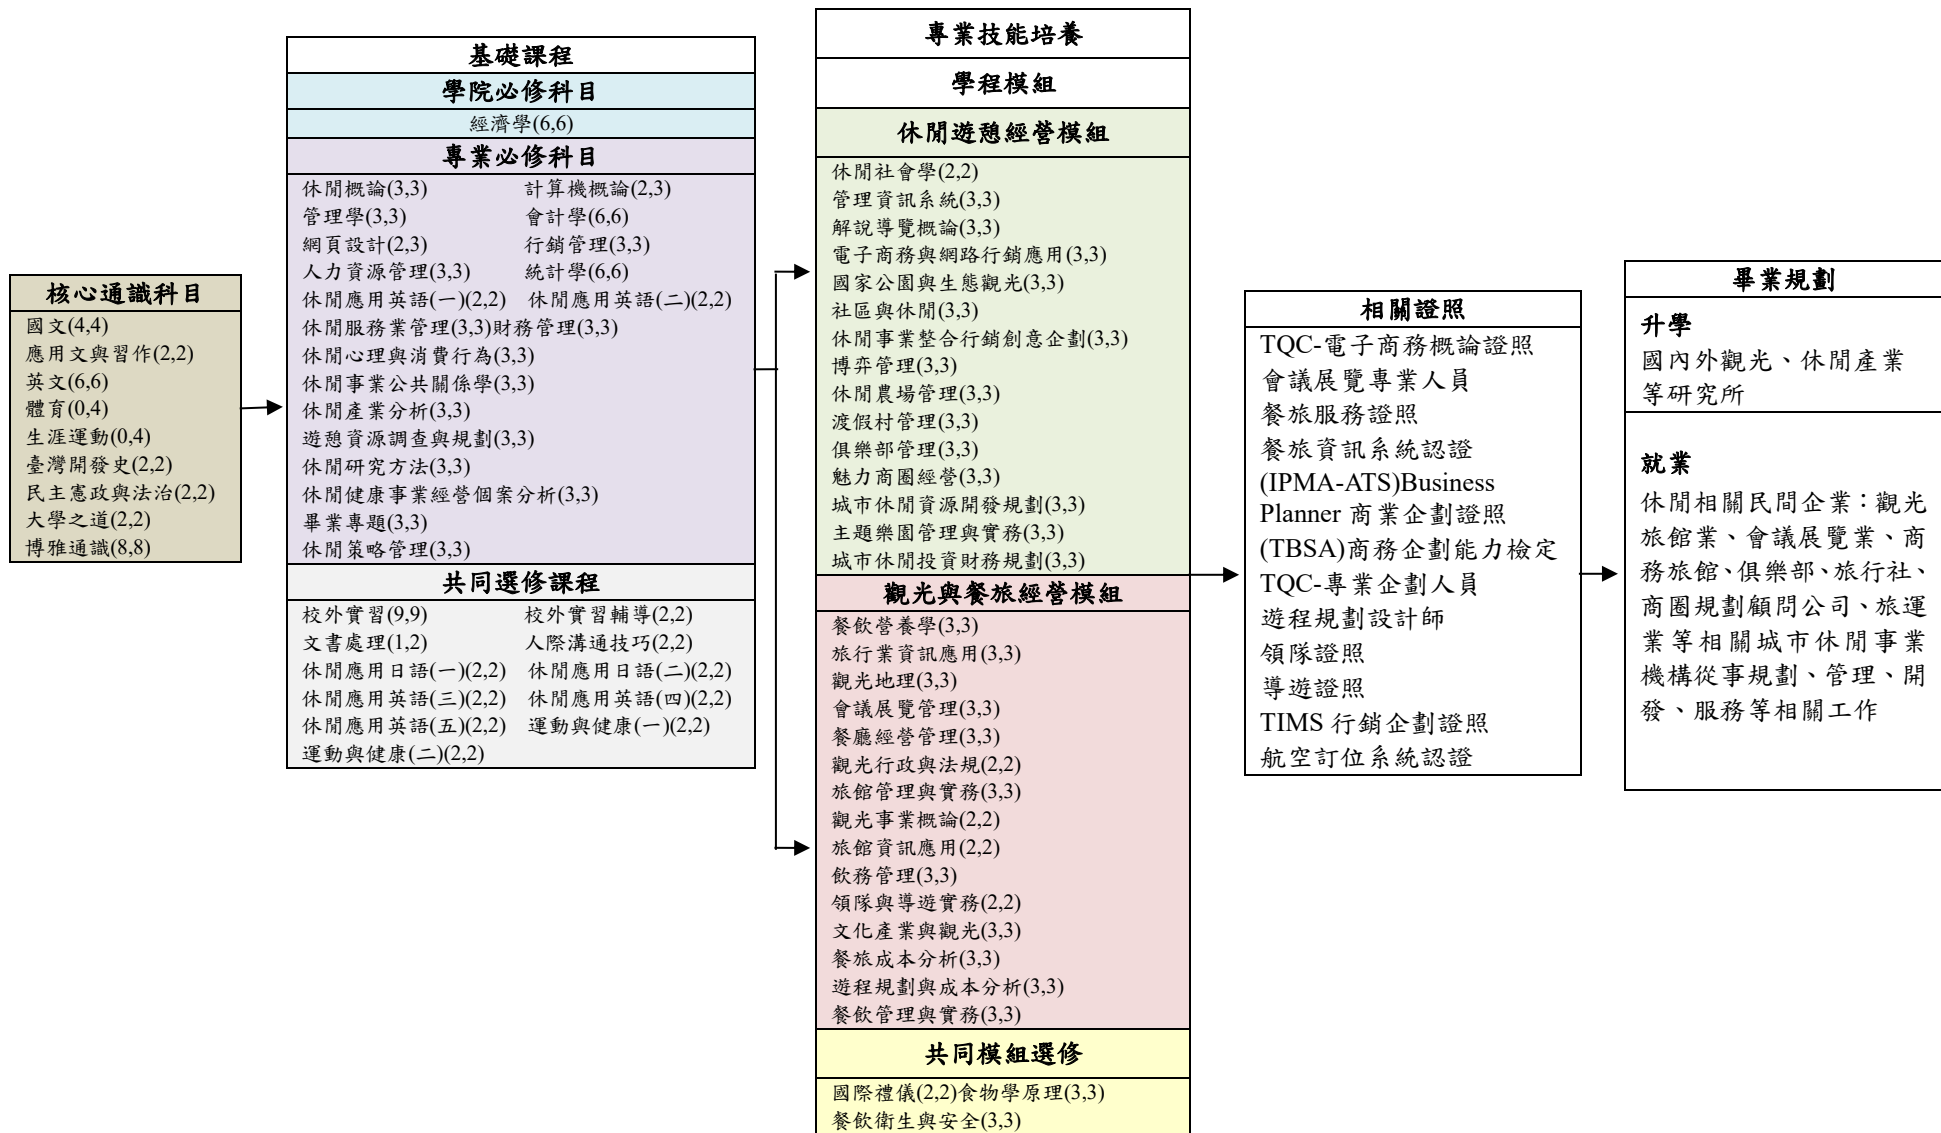 核心通識科目
國文(4,4)
應用文與習作(2,2)
英文(6,6)
體育(0,4)
生涯運動(0,4)
臺灣開發史(2,2)
民主憲政與法治(2,2)
大學之道(2,2)
博雅通識(8,8)
基礎課程
學院必修科目
經濟學(6,6)
專業必修科目
休閒概論(3,3) 計算機概論(2,3)
管理學(3,3) 會計學(6,6)
網頁設計(2,3) 行銷管理(3,3)
人力資源管理(3,3) 統計學(6,6)
休閒應用英語(一)(2,2) 休閒應用英語(二)(2,2)
休閒服務業管理(3,3)財務管理(3,3)
休閒心理與消費行為(3,3)
休閒事業公共關係學(3,3)
休閒產業分析(3,3)
遊憩資源調查與規劃(3,3)
休閒研究方法(3,3)
休閒健康事業經營個案分析(3,3)
畢業專題(3,3)
休閒策略管理(3,3)
共同選修課程
校外實習(9,9) 校外實習輔導(2,2)
文書處理(1,2) 人際溝通技巧(2,2)
休閒應用日語(一)(2,2) 休閒應用日語(二)(2,2)
休閒應用英語(三)(2,2) 休閒應用英語(四)(2,2)
休閒應用英語(五)(2,2) 運動與健康(一)(2,2)
運動與健康(二)(2,2)
專業技能培養
學程模組
休閒遊憩經營模組
休閒社會學(2,2)
管理資訊系統(3,3)
解說導覽概論(3,3)
電子商務與網路行銷應用(3,3)
國家公園與生態觀光(3,3)
社區與休閒(3,3)
休閒事業整合行銷創意企劃(3,3)
博弈管理(3,3)
休閒農場管理(3,3)
渡假村管理(3,3)
俱樂部管理(3,3)
魅力商圈經營(3,3)
城市休閒資源開發規劃(3,3)
主題樂園管理與實務(3,3)
城市休閒投資財務規劃(3,3)
觀光與餐旅經營模組
餐飲營養學(3,3)
旅行業資訊應用(3,3)
觀光地理(3,3)
會議展覽管理(3,3)
餐廳經營管理(3,3)
觀光行政與法規(2,2)
旅館管理與實務(3,3)
觀光事業概論(2,2)
旅館資訊應用(2,2)
飲務管理(3,3)
領隊與導遊實務(2,2)
文化產業與觀光(3,3)
餐旅成本分析(3,3)
遊程規劃與成本分析(3,3)
餐飲管理與實務(3,3)
共同模組選修
國際禮儀(2,2)食物學原理(3,3)
餐飲衛生與安全(3,3)
相關證照
TQC-電子商務概論證照
會議展覽專業人員
餐旅服務證照
餐旅資訊系統認證
(IPMA-ATS)Business
Planner 商業企劃證照
(TBSA)商務企劃能力檢定
TQC-專業企劃人員
遊程規劃設計師
領隊證照
導遊證照
TIMS 行銷企劃證照
航空訂位系統認證
畢業規劃
升學
國內外觀光、休閒產業
等研究所
就業
休閒相關民間企業：觀光
旅館業、會議展覽業、商
務旅館、俱樂部、旅行社、
商圈規劃顧問公司、旅運
業等相關城市休閒事業
機構從事規劃、管理、開
發、服務等相關工作